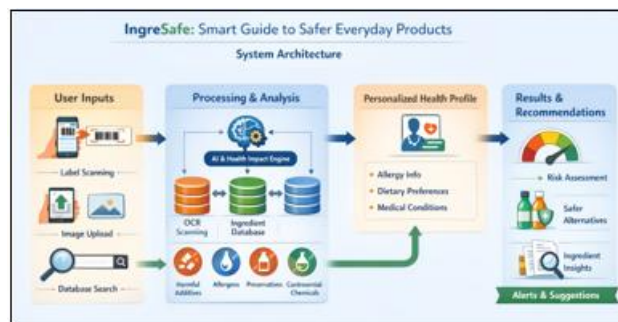 IngreSafe: Smart Guide to Safer Everyday Products
System Architecture
User Inputs
Label Scanning
Image Upload
Database Search
Processing & Analysis
AI & Health Impact Engine
OCR Scanning
Ingredient Database
Harmful Additives
Allergens
Preservatives
Chemicals
Personalized Health Profile
• Allergy Info
• Dietary Preferences
• Medical Conditions
Results &
Recommendations
Risk Assessment
Safer
Alternatives
Ingredient
Insights
Alerts & Suggestions